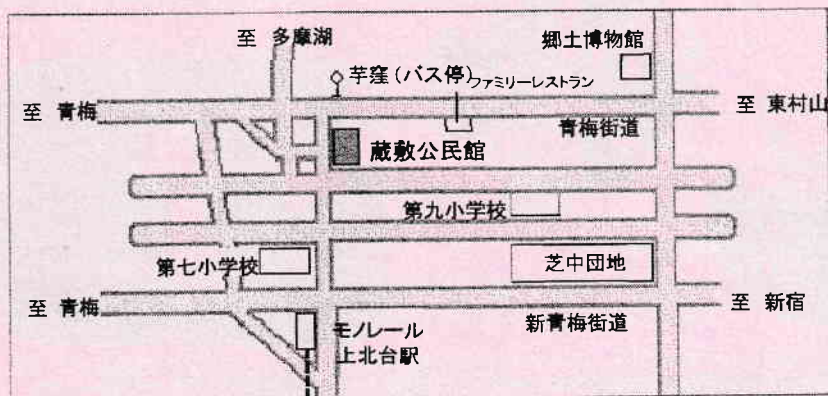 至 多摩湖
郷土博物館
芋窪（バス停）
ファミリーレストラン
至 青梅
至 東村山
青梅街道
蔵敷公民館
第九小学校
第七小学校
芝中団地
至 青梅
至 新宿
新青梅街道
モノレール
上北台駅